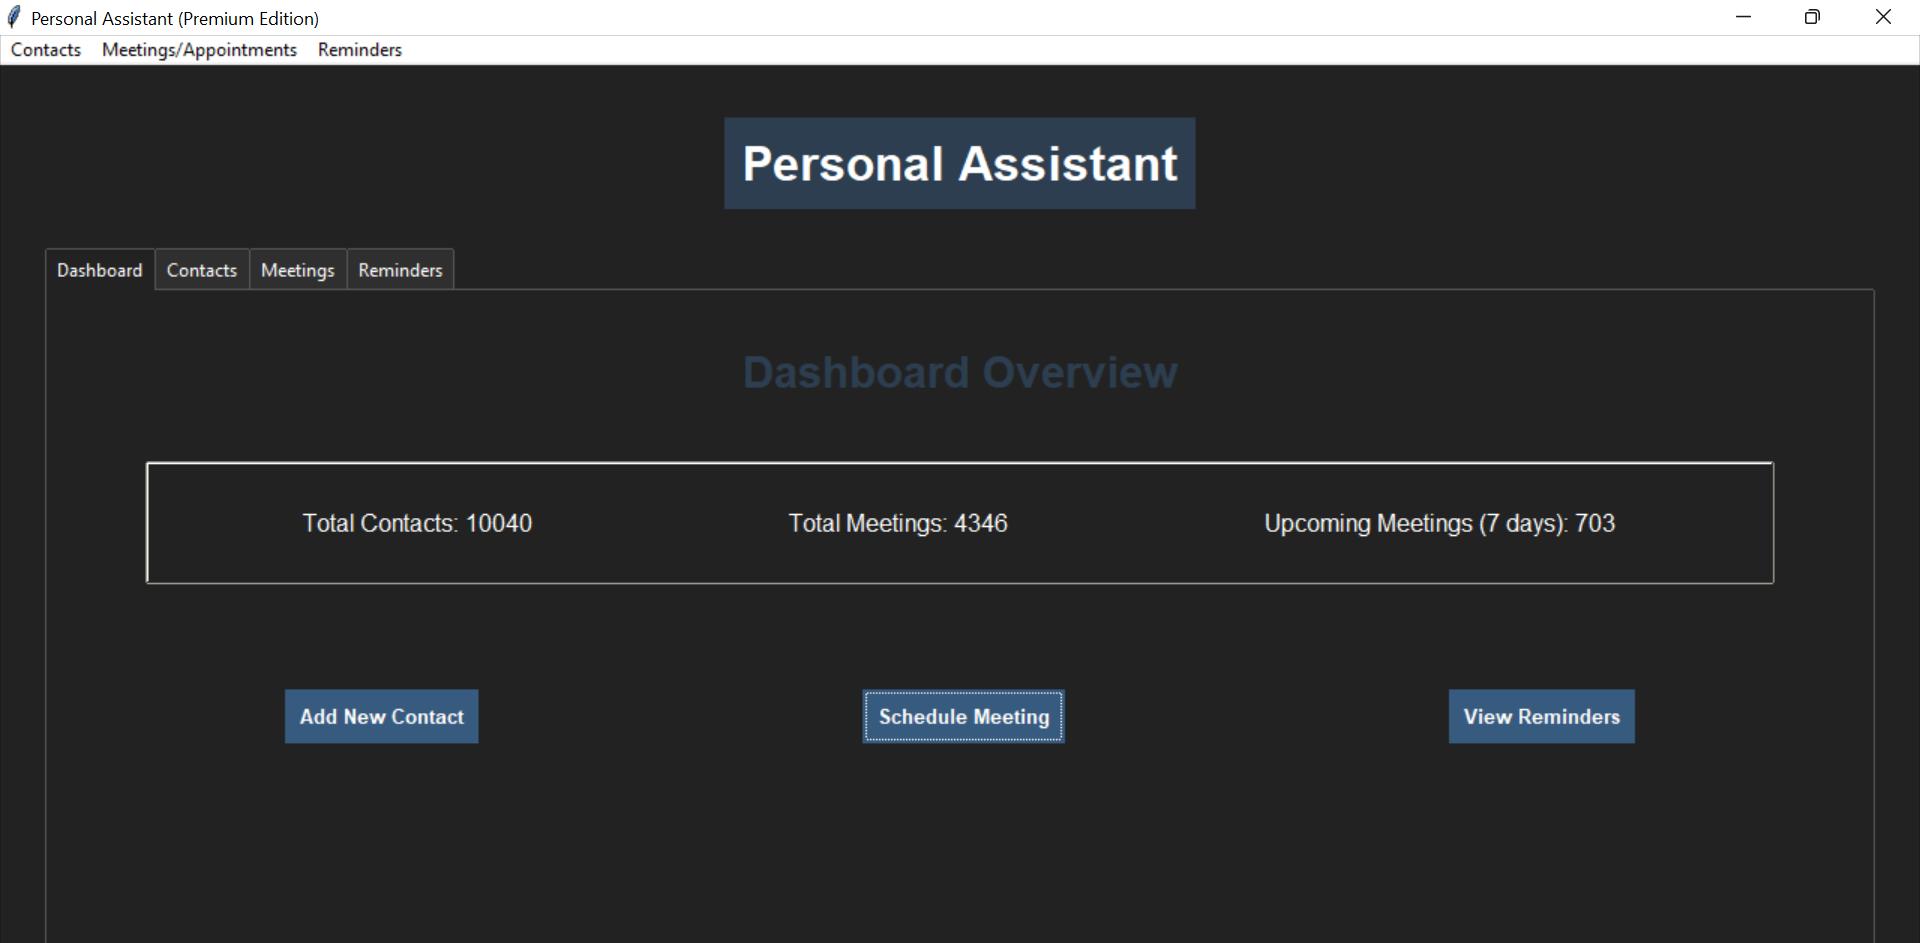 Personal Assistant (Premium Edition)
Contacts Meetings/Appointments Reminders
Personal Assistant
Dashboard Contacts Meetings Reminders
Dashboard Overview
Total Contacts: 10040 Total Meetings: 4346 Upcoming Meetings (7 days): 703
Add New Contact Schedule Meeting View Reminders